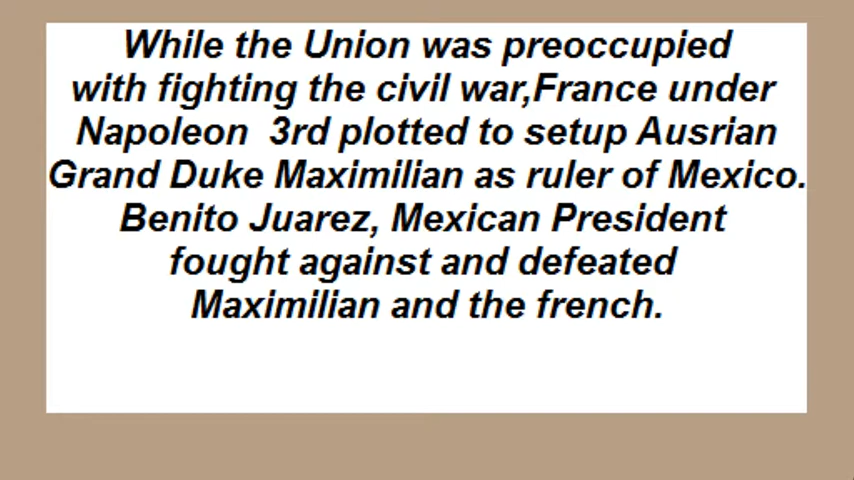 While the Union was preoccupied
with fighting the civil war,France under
Napoleon  3rd plotted to setup Ausrian
Grand Duke Maximilian as ruler of Mexico.
Benito Juarez, Mexican President
fought against and defeated
Maximilian and the french.